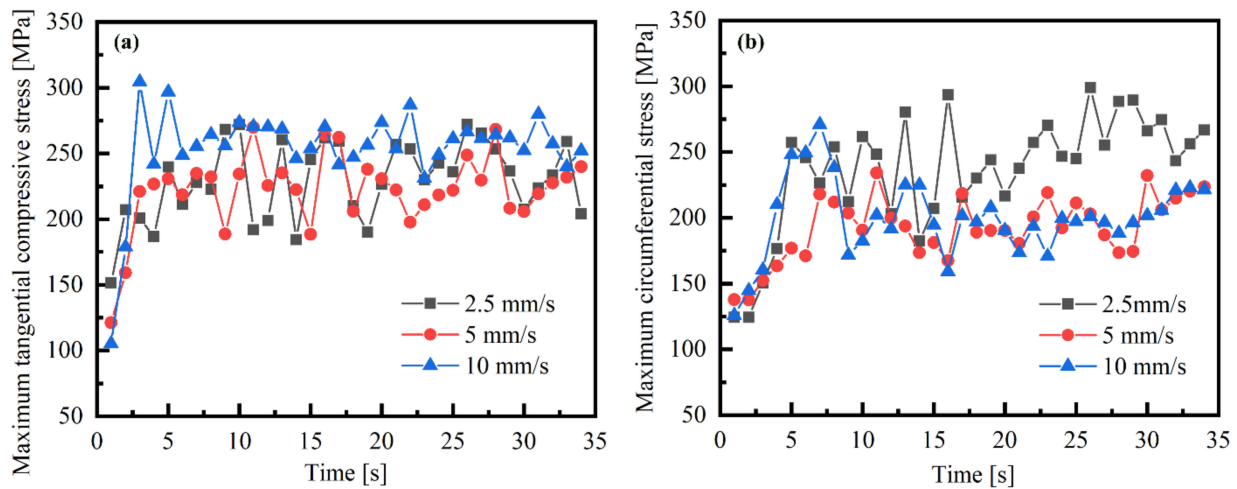 (a)
Maximum tangential compressive stress [MPa]
350
300
250
200
150
100
50
0 5 10 15 20 25 30 35
Time [s]
2.5 mm/s
5 mm/s
10 mm/s
(b)
Maximum circumferential stress [MPa]
350
300
250
200
150
100
50
0 5 10 15 20 25 30 35
Time [s]
2.5mm/s
5 mm/s
10 mm/s